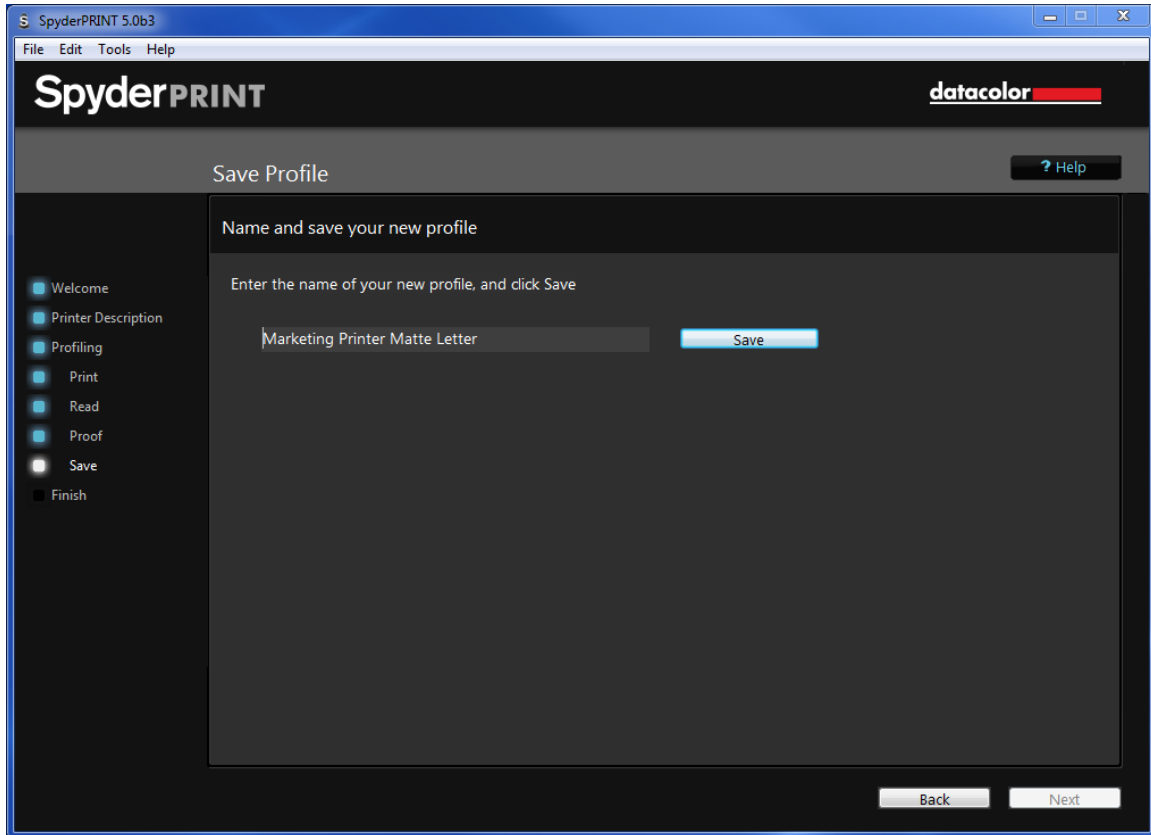 SpyderPRINT 5.0b3
File Edit Tools Help
SpyderPRINT
datacolor
Save Profile
? Help
Name and save your new profile
Enter the name of your new profile, and click Save
Marketing Printer Matte Letter
Save
Welcome
Printer Description
Profiling
Print
Read
Proof
Save
Finish
Back
Next